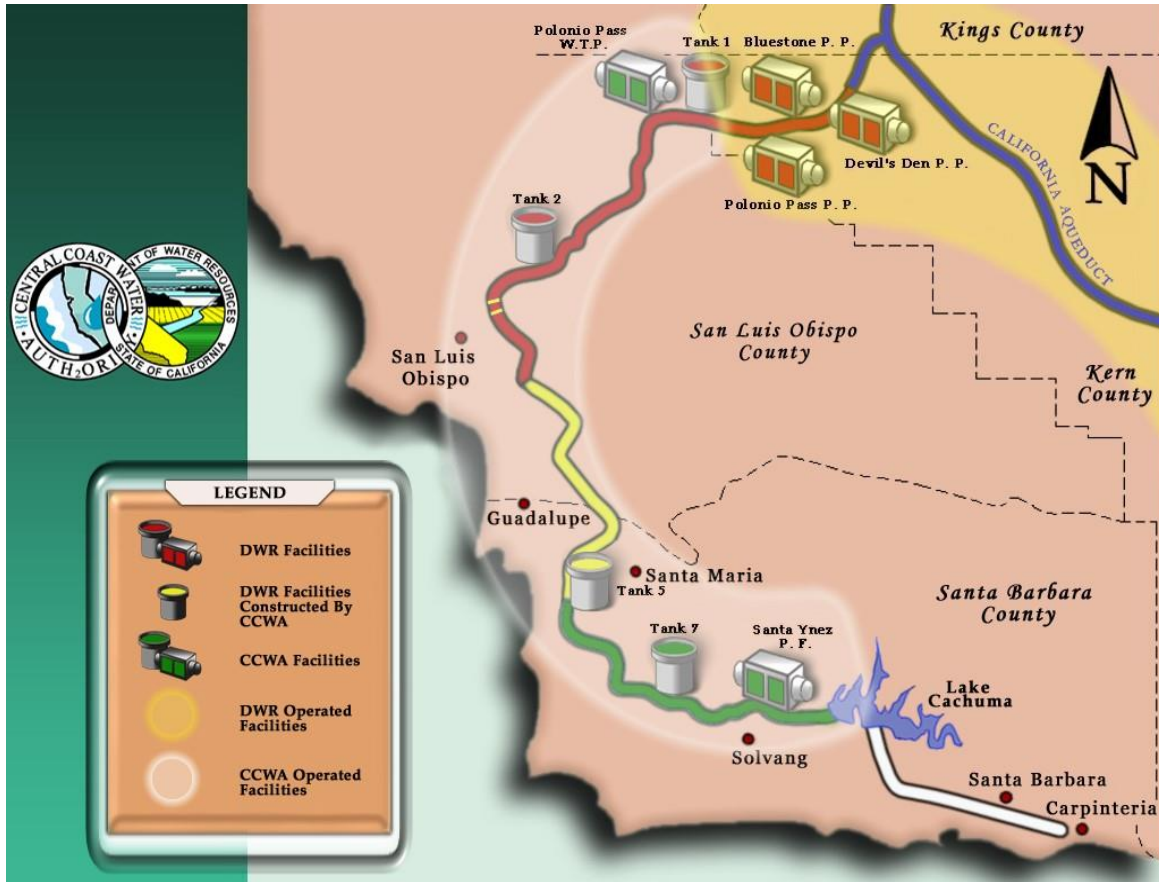 Polonio Pass
W.T.P.
Tank 1
Bluestone P. P.
Kings County
CALIFORNIA AQUEDUCT
Devil's Den P. P.
N
Polonio Pass P. P.
Tank 2
CENTRAL COAST WATER
AUTH2ORITY
DEPARTMENT OF WATER RESOURCES
STATE OF CALIFORNIA
San Luis
Obispo
San Luis Obispo
County
Kern
County
LEGEND
DWR Facilities
DWR Facilities
Constructed By
CCWA
CCWA Facilities
DWR Operated
Facilities
CCWA Operated
Facilities
Guadalupe
Santa Maria
Tank 5
Santa Barbara
County
Tank 7
Santa Ynez
P. F.
Lake
Cachuma
Solvang
Santa Barbara
Carpinteria